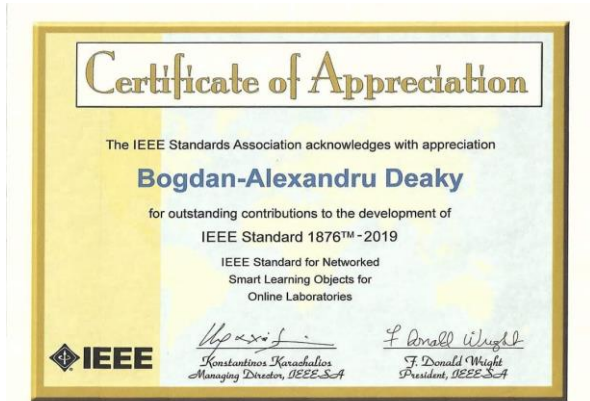 Certificate of Appreciation
The IEEE Standards Association acknowledges with appreciation
Bogdan-Alexandru Deaky
for outstanding contributions to the development of
IEEE Standard 1876™-2019
IEEE Standard for Networked
Smart Learning Objects for
Online Laboratories
F Donald Wright
Konstantinos Karachalios
Managing Director, IEEE-SA
F. Donald Wright
President, IEEE-SA
IEEE